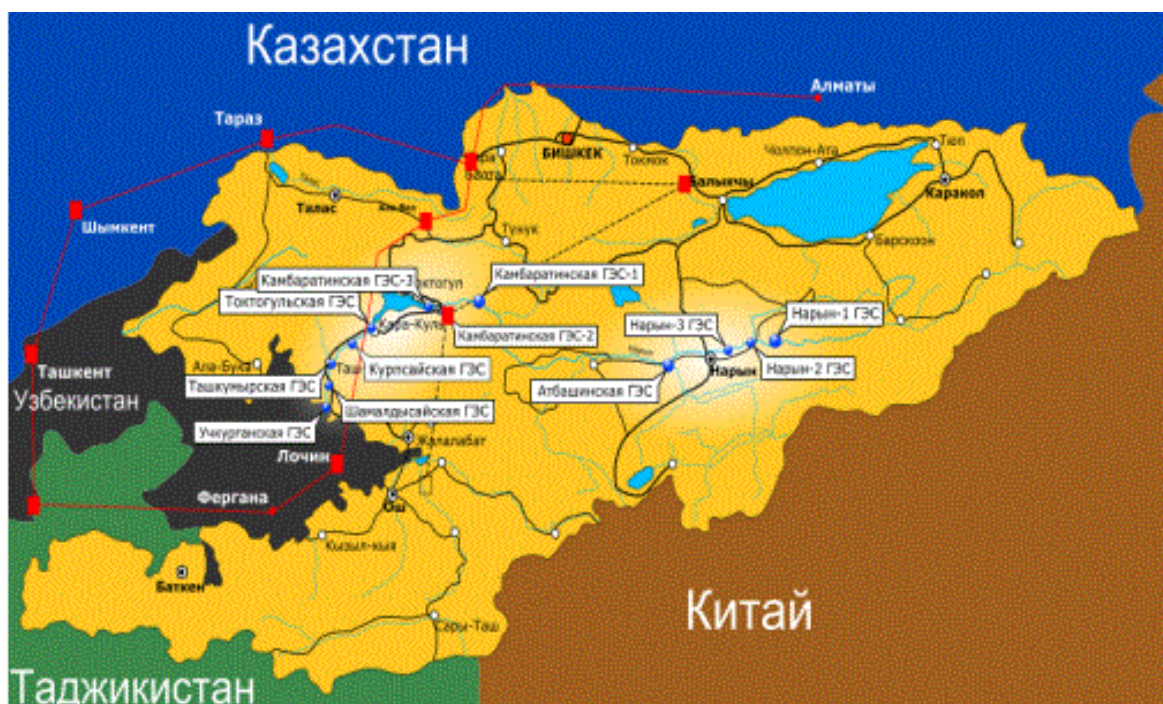 Казахстан
Алматы
Тараз
БИШКЕК
Токмок
Чолпон-Ата
Тюп
Балыкчы
Каракол
Талас
Шымкент
Тунук
Барскоон
Камбаратинская ГЭС-3
Камбаратинская ГЭС-1
Токтогульская ГЭС
Нарын-3 ГЭС
Нарын-1 ГЭС
Кара-Куль
Камбаратинская ГЭС-2
Ала-Бука
Таш
Курпсайская ГЭС
Нарын
Нарын-2 ГЭС
Ташкент
Ташкумырская ГЭС
Атбашинская ГЭС
Узбекистан
Шамалдысайская ГЭС
Учкурганская ГЭС
Жалалабат
Лочин
Фергана
Ош
Кызыл-кыя
Баткен
Китай
Сары-Таш
Таджикистан